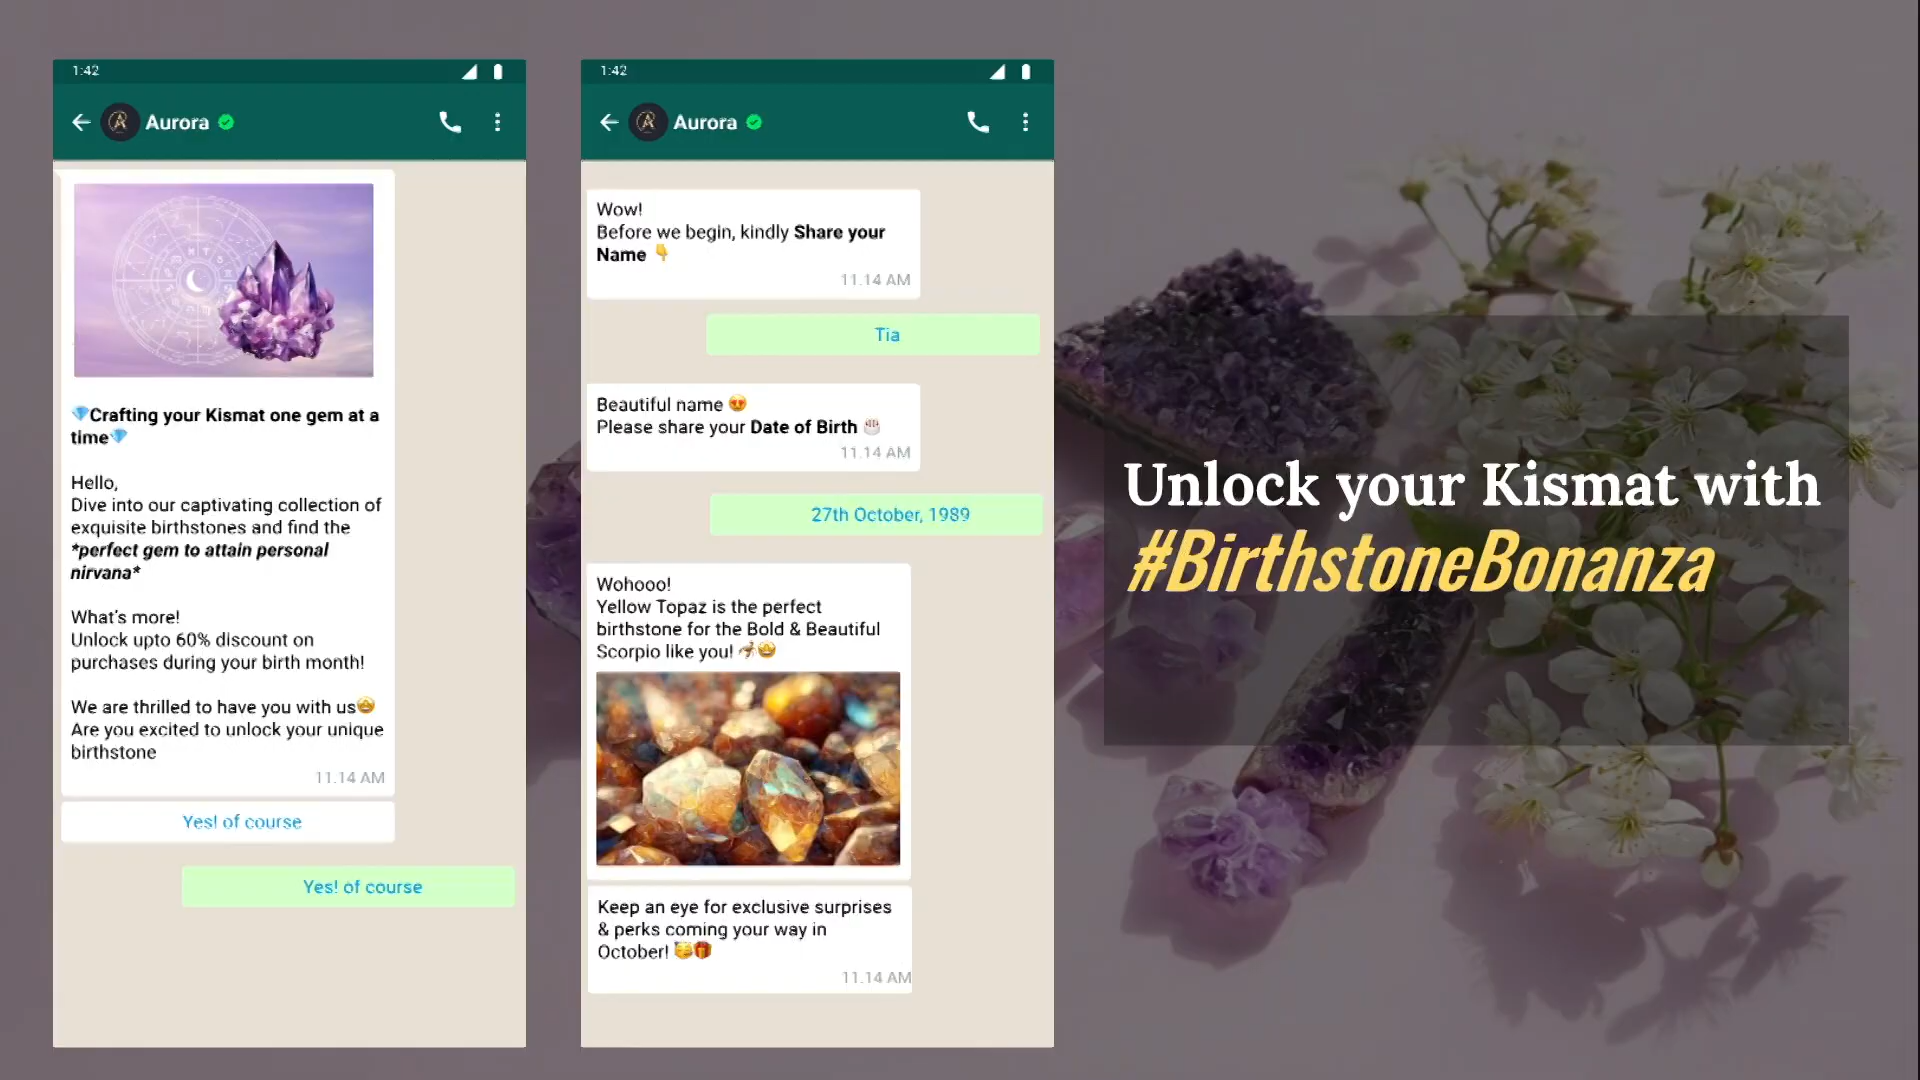 1:42
Aurora
💎Crafting your Kismat one gem at a
time💎
Hello,
Dive into our captivating collection of
exquisite birthstones and find the
*perfect gem to attain personal
nirvana*
What's more!
Unlock upto 60% discount on
purchases during your birth month!
We are thrilled to have you with us🤩
Are you excited to unlock your unique
birthstone
11.14 AM
Yes! of course
Yes! of course
1:42
Aurora
Wow!
Before we begin, kindly Share your
Name 👇
11.14 AM
Tia
Beautiful name 😍
Please share your Date of Birth 🎂
11.14 AM
27th October, 1989
Wohooo!
Yellow Topaz is the perfect
birthstone for the Bold & Beautiful
Scorpio like you! 🦂🤩
Keep an eye for exclusive surprises
& perks coming your way in
October! 🥳🎁
11.14 AM
Unlock your Kismat with
#BirthstoneBonanza